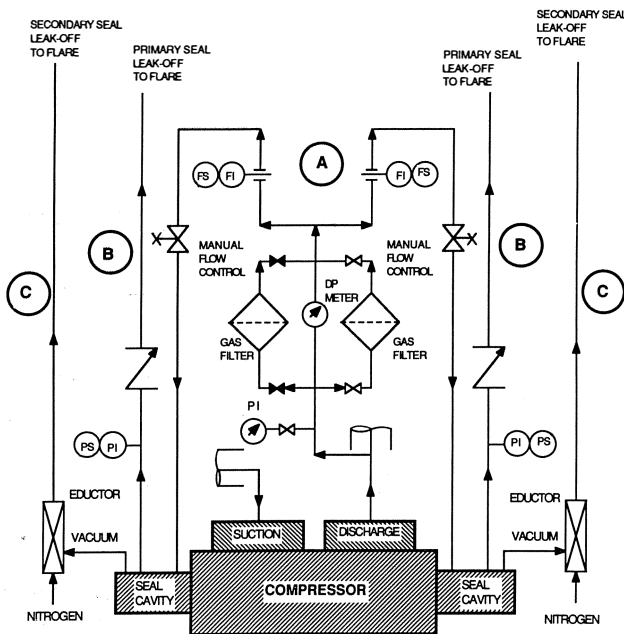 SECONDARY SEAL
LEAK-OFF
TO FLARE
PRIMARY SEAL
LEAK-OFF
TO FLARE
PRIMARY SEAL
LEAK-OFF
TO FLARE
SECONDARY SEAL
LEAK-OFF
TO FLARE
A
FS
FI
FI
FS
B
MANUAL
FLOW
CONTROL
MANUAL
FLOW
CONTROL
B
C
DP
METER
C
GAS
FILTER
GAS
FILTER
PI
PS
PI
PI
PS
EDUCTOR
VACUUM
SUCTION
DISCHARGE
EDUCTOR
VACUUM
SEAL
CAVITY
COMPRESSOR
SEAL
CAVITY
NITROGEN
NITROGEN